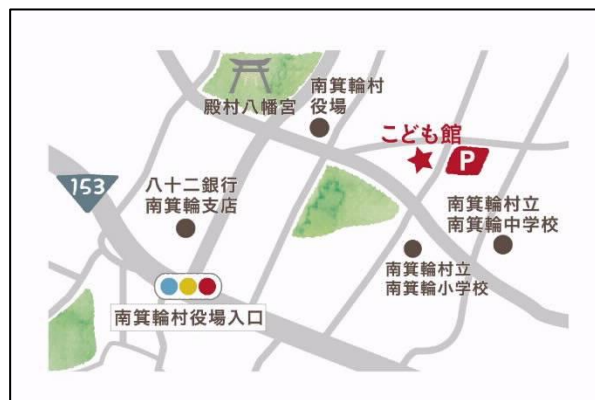 殿村八幡宮
南箕輪村
役場
こども館
P
153
八十二銀行
南箕輪支店
南箕輪村立
南箕輪中学校
南箕輪村立
南箕輪小学校
南箕輪村役場入口